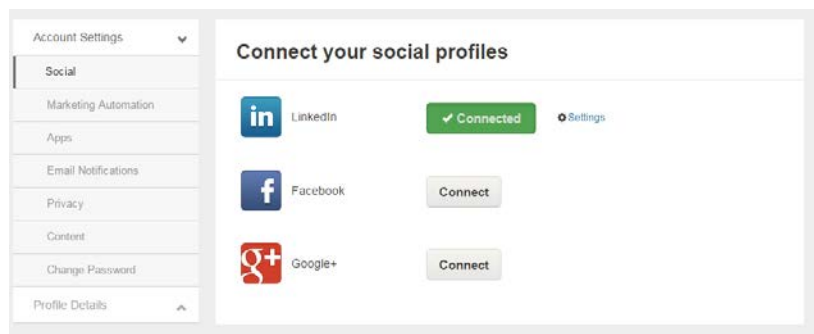 Account Settings
Social
Marketing Automation
Apps
Email Notifications
Privacy
Content
Change Password
Profile Details
Connect your social profiles
in LinkedIn Connected Settings
f Facebook Connect
g+ Google+ Connect